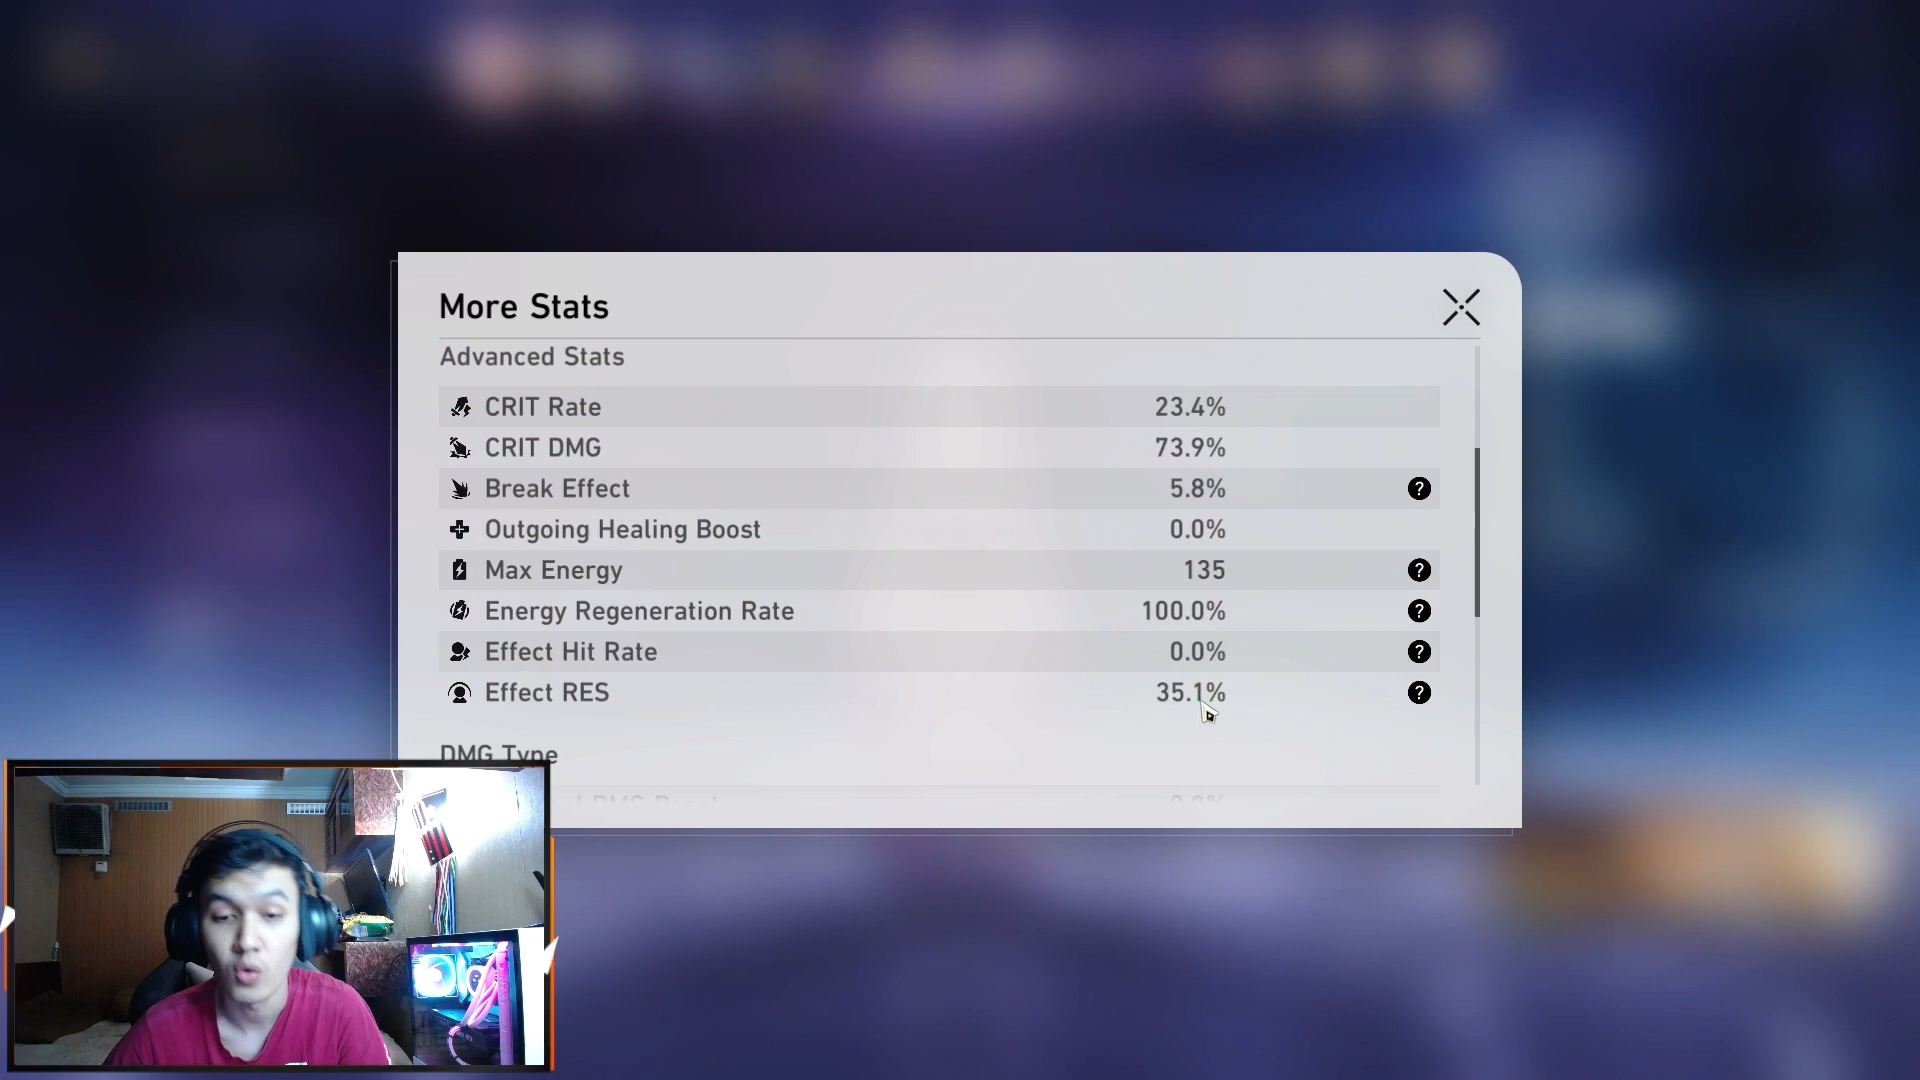 More Stats
Advanced Stats
CRIT Rate 23.4%
CRIT DMG 73.9%
Break Effect 5.8% ?
Outgoing Healing Boost 0.0%
Max Energy 135 ?
Energy Regeneration Rate 100.0% ?
Effect Hit Rate 0.0% ?
Effect RES 35.1% ?
DMG Type